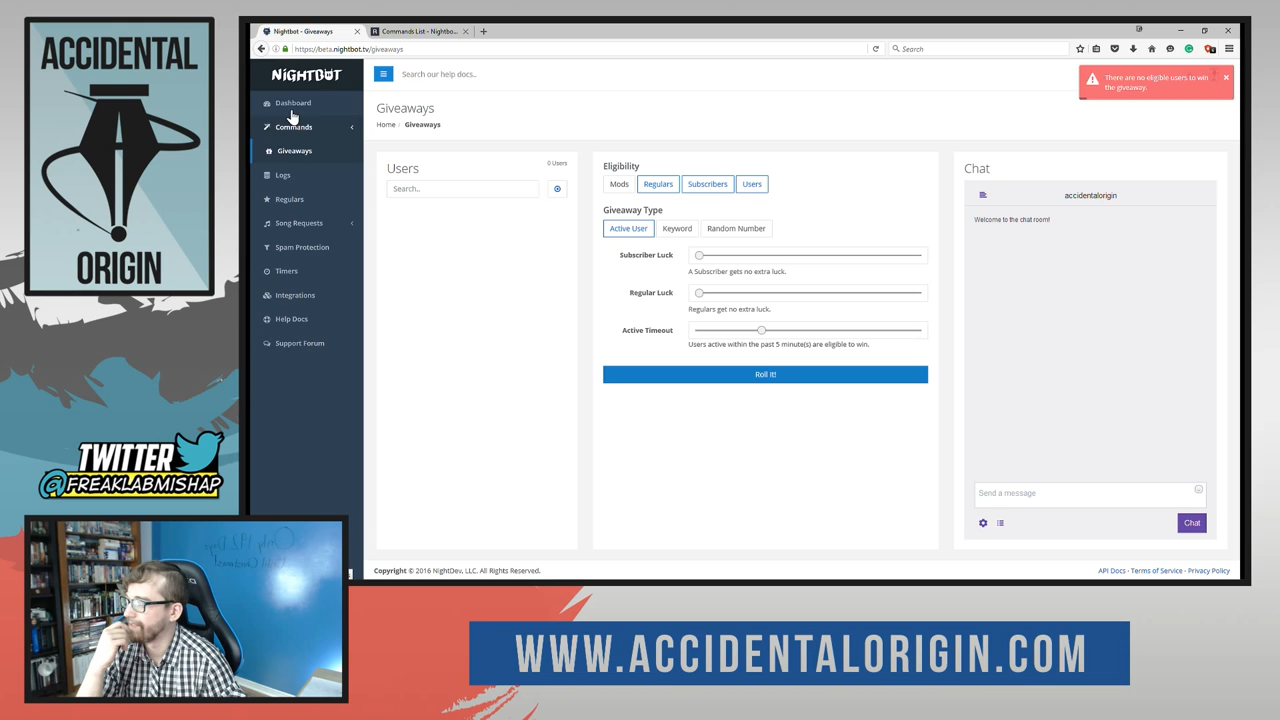 ACCIDENTAL
ORIGIN
TWITTER
@FREAKLABMISHAP
Nightbot - Giveaways
Commands List - Nightbo...
https://beta.nightbot.tv/giveaways
Search
NIGHTBOT
Search our help docs..
There are no eligible users to win
the giveaway.
Dashboard
Commands
Giveaways
Logs
Regulars
Song Requests
Spam Protection
Timers
Integrations
Help Docs
Support Forum
Giveaways
Home / Giveaways
Users
0 Users
Search..
Eligibility
Mods
Regulars
Subscribers
Users
Giveaway Type
Active User
Keyword
Random Number
Subscriber Luck
A Subscriber gets no extra luck.
Regular Luck
Regulars get no extra luck.
Active Timeout
Users active within the past 5 minute(s) are eligible to win.
Roll It!
Chat
accidentalorigin
Welcome to the chat room!
Send a message
Chat
Copyright © 2016 NightDev, LLC. All Rights Reserved.
API Docs - Terms of Service - Privacy Policy
WWW.ACCIDENTALORIGIN.COM